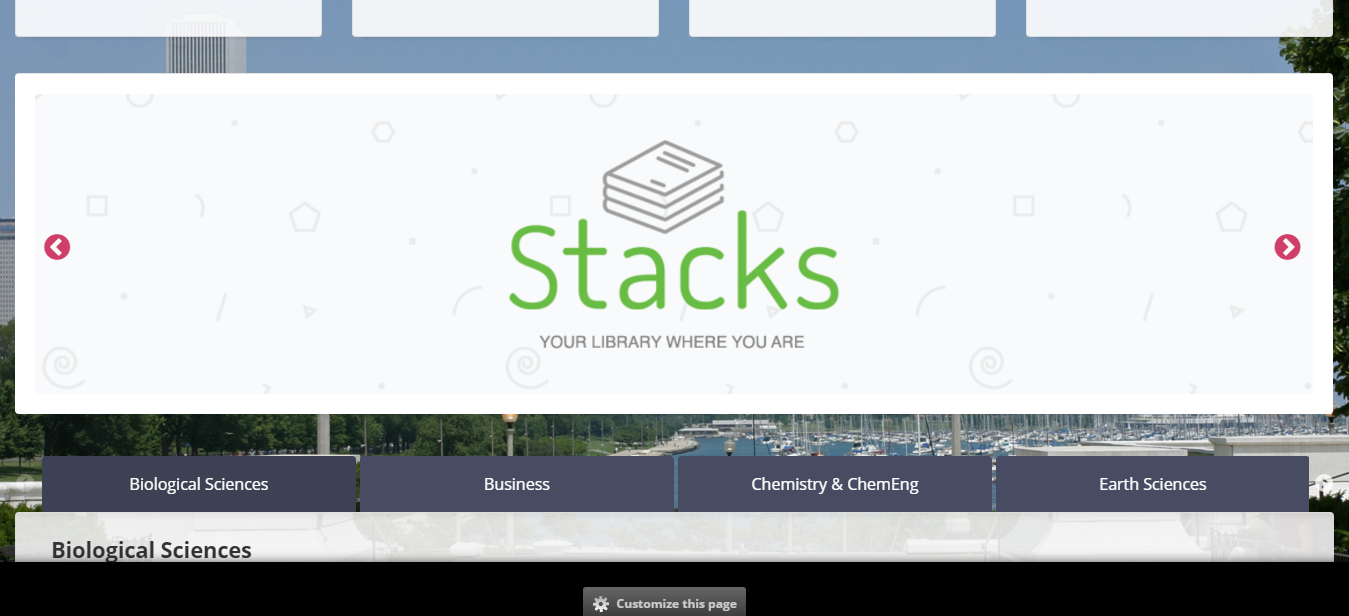 Stacks
YOUR LIBRARY WHERE YOU ARE
Biological Sciences
Business
Chemistry & ChemEng
Earth Sciences
Biological Sciences
Customize this page